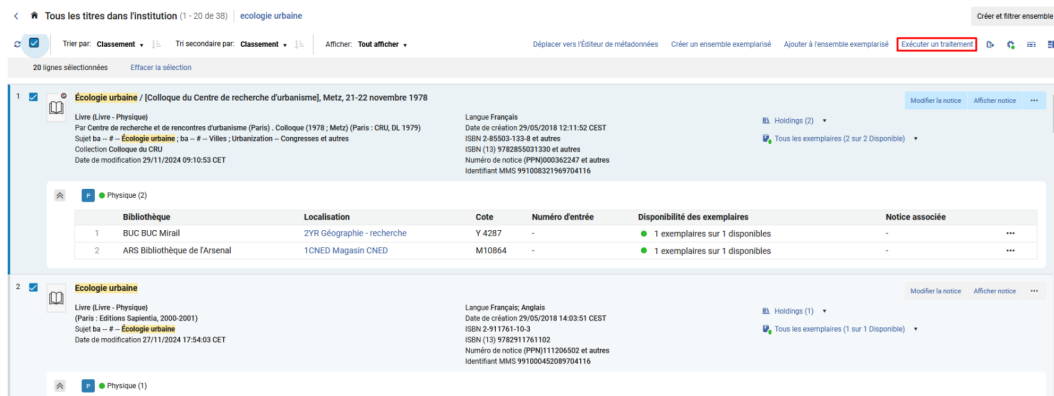 Tous les titres dans l'institution (1 - 20 de 38) ecologie urbaine Créer et filtrer ensemble
Trier par: Classement Tri secondaire par: Classement Afficher: Tout afficher Déplacer vers l'Éditeur de métadonnées Créer un ensemble exemplarisé Ajouter à l'ensemble exemplarisé Exécuter un traitement
20 lignes sélectionnées Effacer la sélection
1 Écologie urbaine / [Colloque du Centre de recherche d'urbanisme], Metz, 21-22 novembre 1978 Modifier la notice Afficher notice
Livre (Livre - Physique) Langue Français Holdings (2)
Par Centre de recherche et de rencontres d'urbanisme (Paris) . Colloque (1978 ; Metz) (Paris : CRU, DL 1979) Date de création 29/05/2018 12:11:52 CEST
Sujet ba -- # -- Écologie urbaine ; ba -- # -- Villes ; Urbanization -- Congresses et autres ISBN 2-85503-133-8 et autres Tous les exemplaires (2 sur 2 Disponible)
Collection Colloque du CRU ISBN (13) 9782855031330 et autres
Date de modification 29/11/2024 09:10:53 CET Numéro de notice (PPN)000362247 et autres
Identifiant MMS 991008321969704116
P Physique (2)
Bibliothèque Localisation Cote Numéro d'entrée Disponibilité des exemplaires Notice associée
1 BUC BUC Mirail 2YR Géographie - recherche Y 4287 - 1 exemplaires sur 1 disponibles -
2 ARS Bibliothèque de l'Arsenal 1CNED Magasin CNED M10864 - 1 exemplaires sur 1 disponibles -
2 Ecologie urbaine Modifier la notice Afficher notice
Livre (Livre - Physique) Langue Français; Anglais Holdings (1)
(Paris : Editions Sapientia, 2000-2001) Date de création 29/05/2018 14:03:51 CEST
Sujet ba -- # -- Écologie urbaine ISBN 2-911761-10-3 Tous les exemplaires (1 sur 1 Disponible)
Date de modification 27/11/2024 17:54:03 CET ISBN (13) 9782911761102
Numéro de notice (PPN)111206502 et autres
Identifiant MMS 991000452089704116
P Physique (1)